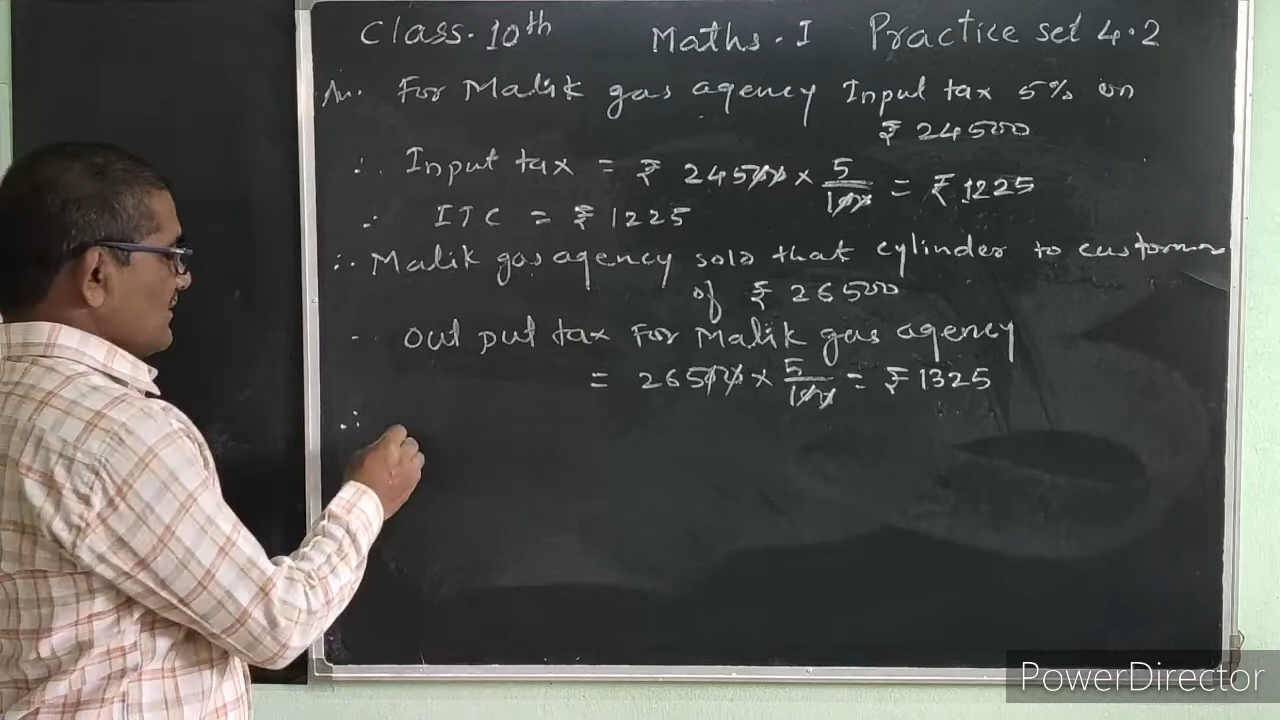 Class. 10th Maths. I Practice set 4.2
An. For Malik gas agency Input tax 5% on
₹ 24500
∴ Input tax = ₹ 24500 × 5/100 = ₹ 1225
∴ ITC = ₹ 1225
∴ Malik gas agency sold that cylinder to customer
of ₹ 26500
Out put tax For Malik gas agency
= 26500 × 5/100 = ₹ 1325
∴
PowerDirector